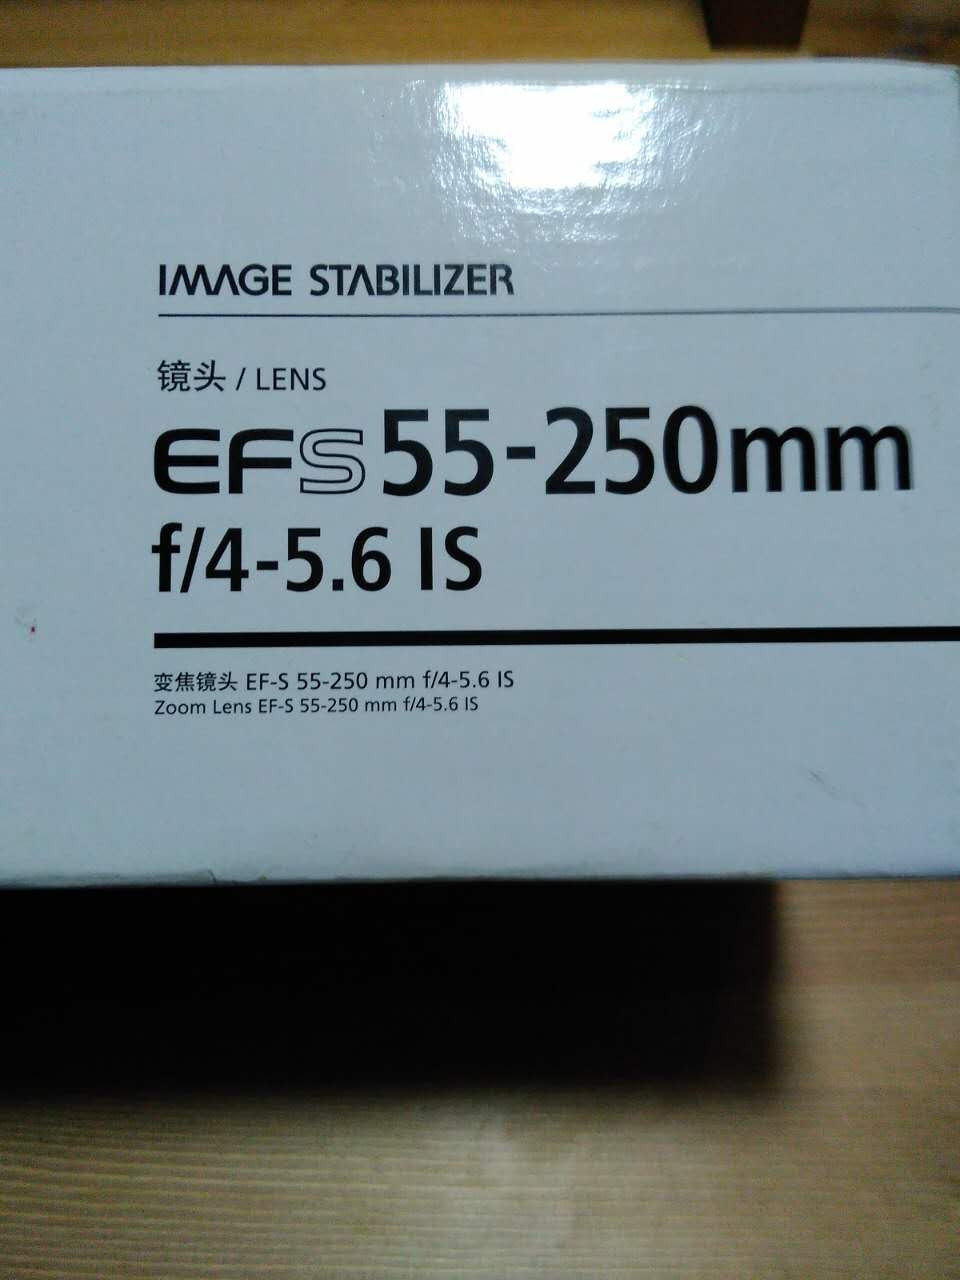 IMAGE STABILIZER
镜头 / LENS
EFS 55-250mm
f/4-5.6 IS
变焦镜头 EF-S 55-250 mm f/4-5.6 IS
Zoom Lens EF-S 55-250 mm f/4-5.6 IS